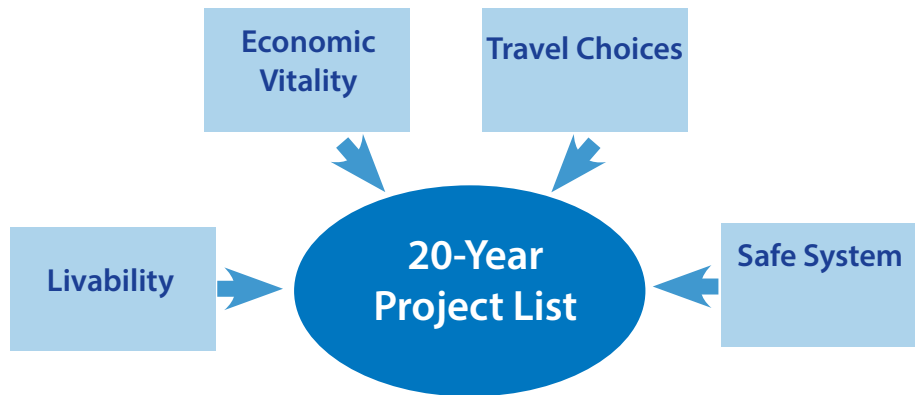 Economic
Vitality
Travel Choices
Livability
Safe System
20-Year
Project List